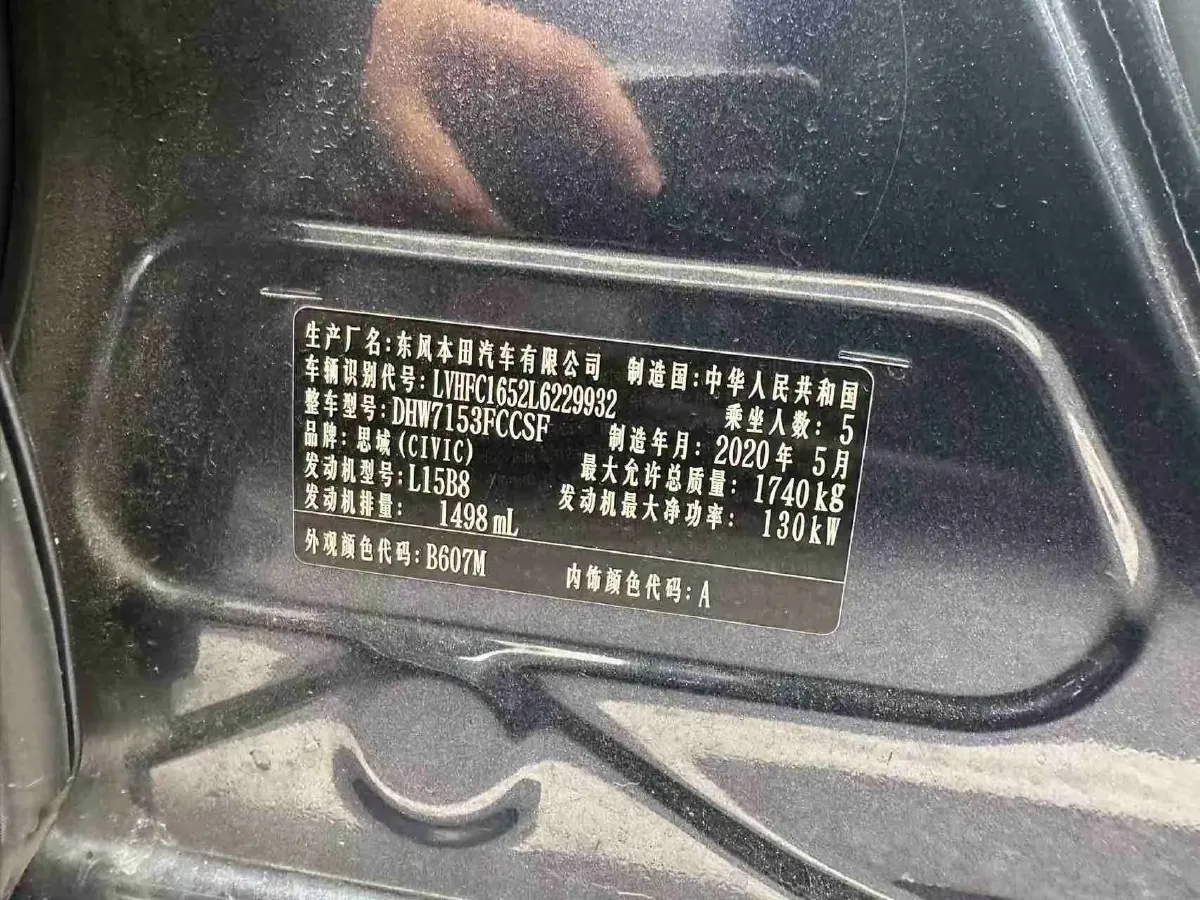 生产厂名:东风本田汽车有限公司 制造国:中华人民共和国
车辆识别代号:LVHFC1652L6229932 乘坐人数:5
整车型号:DHW7153FCCSF 制造年月:2020年 5月
品牌:思域(CIVIC) 最大允许总质量: 1740kg
发动机型号:L15B8 发动机最大净功率: 130kW
发动机排量: 1498mL
外观颜色代码:B607M 内饰颜色代码:A